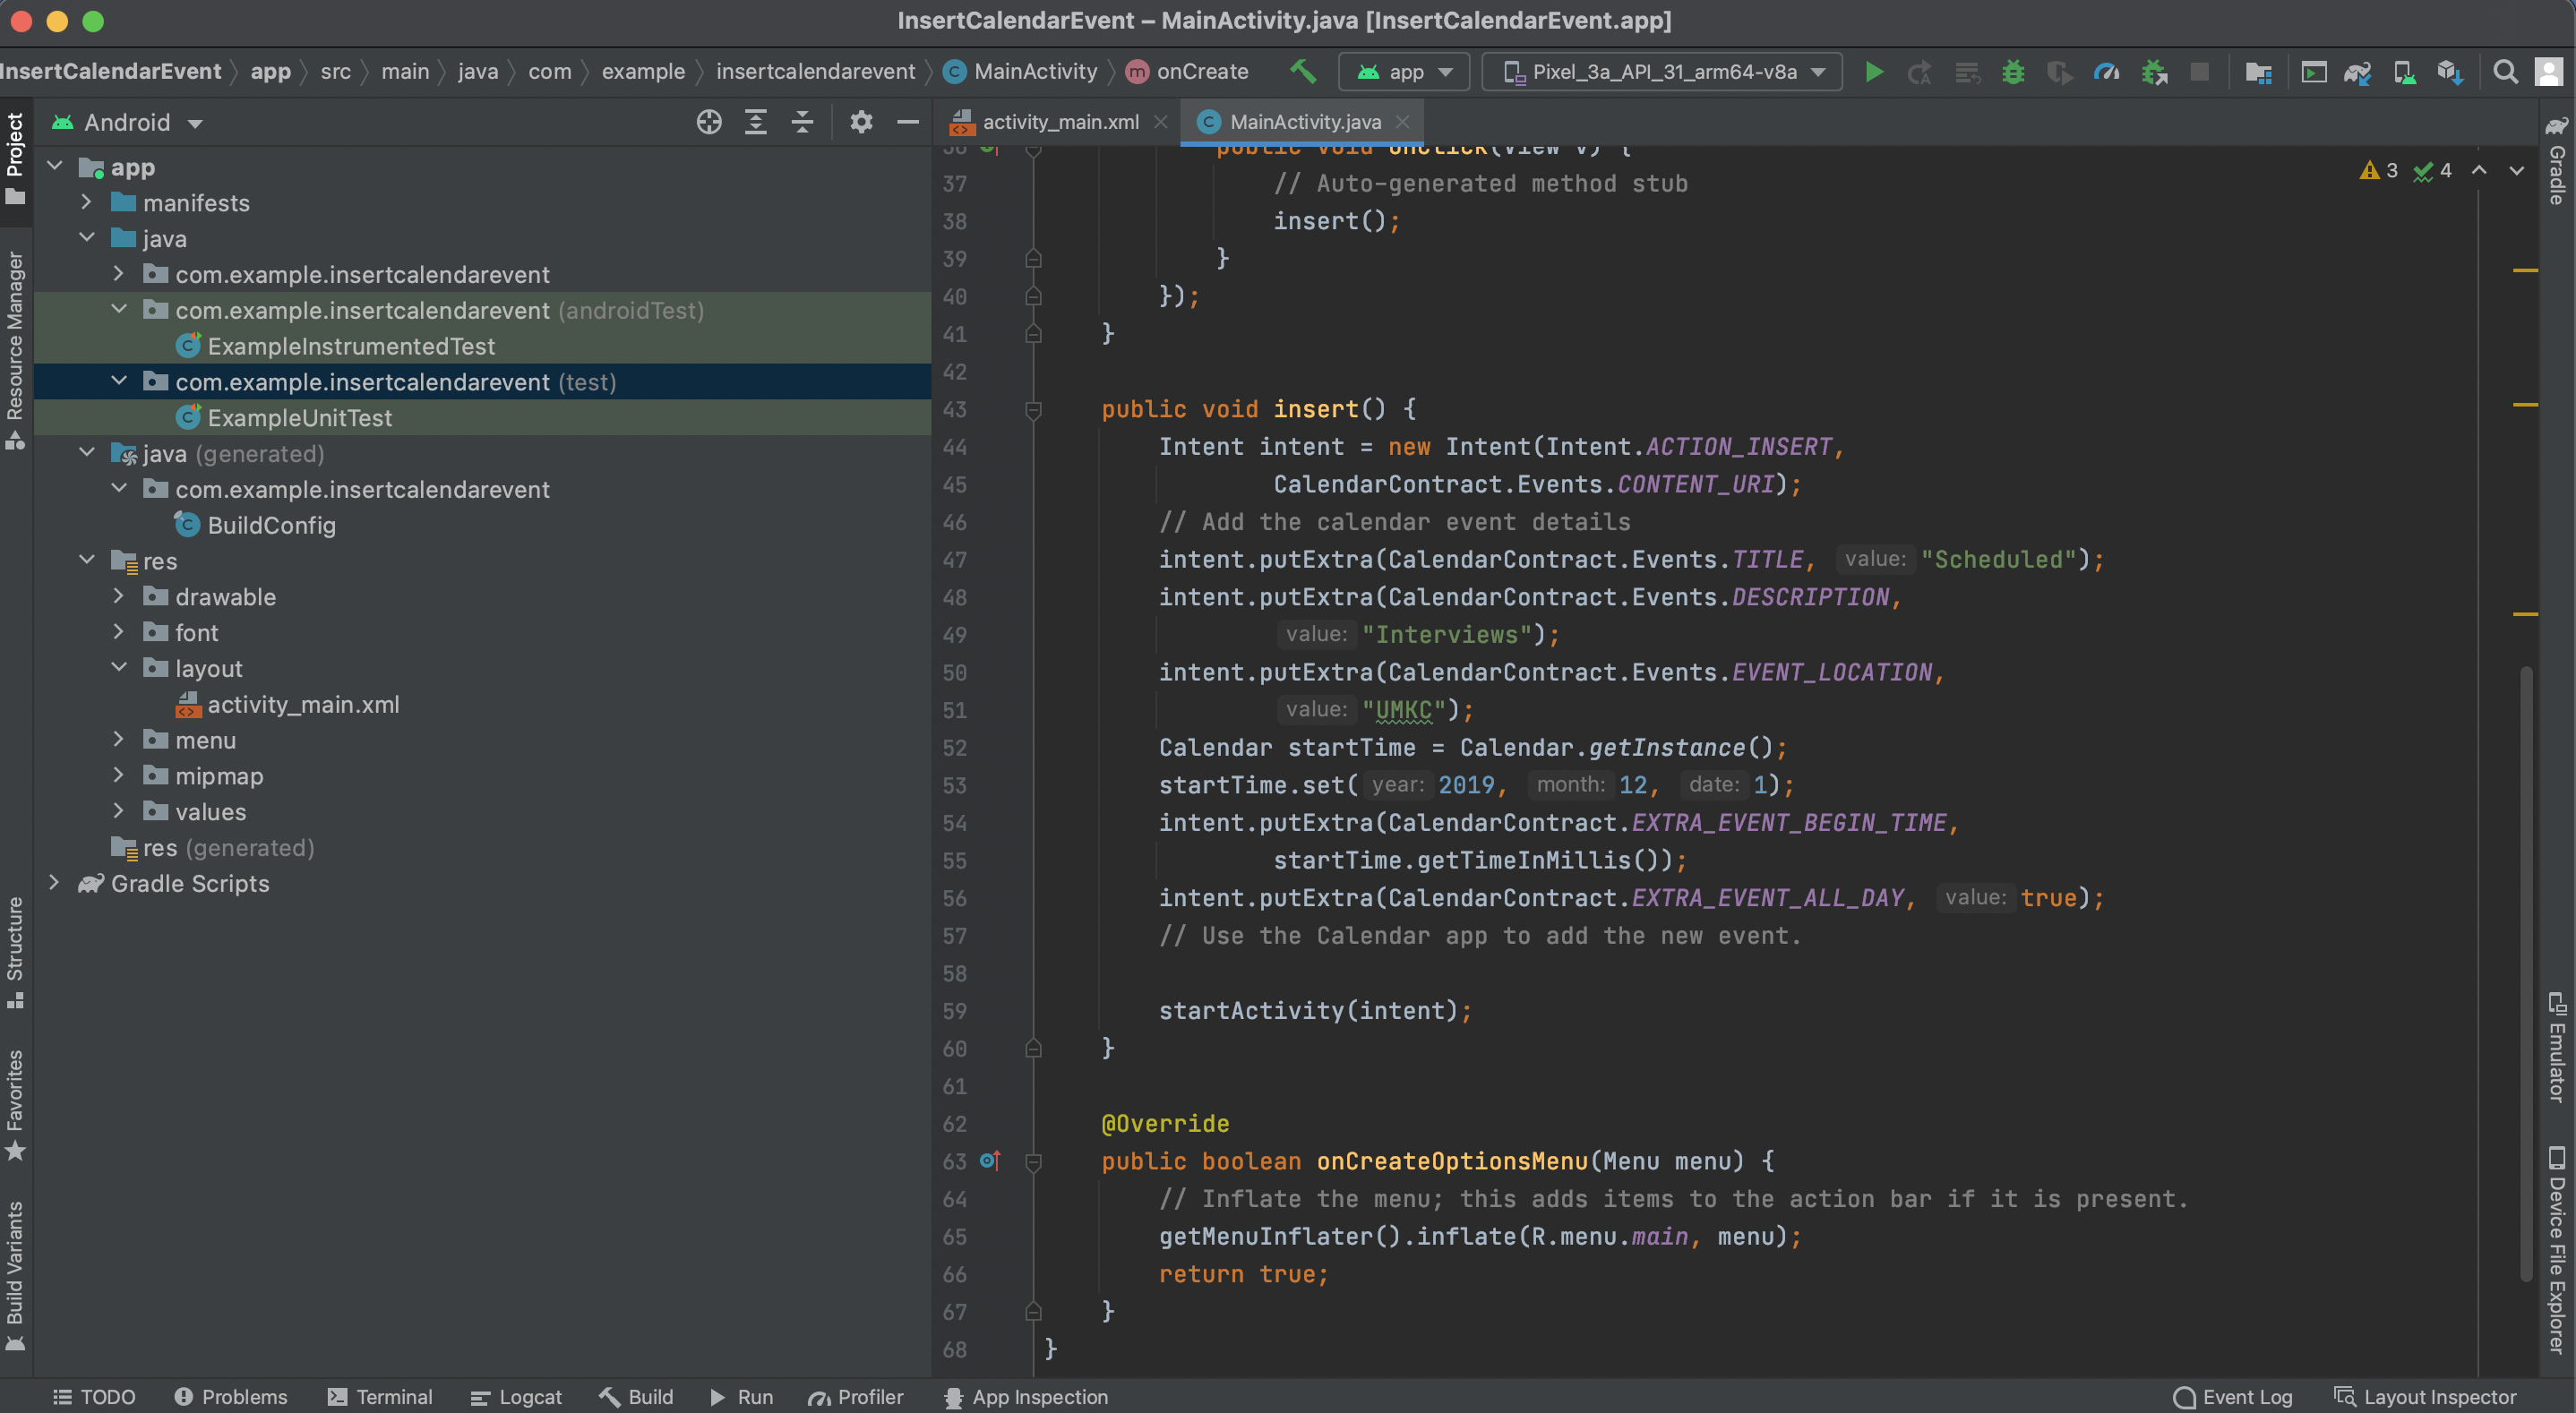 InsertCalendarEvent – MainActivity.java [InsertCalendarEvent.app]
InsertCalendarEvent app src main java com example insertcalendarevent MainActivity onCreate app Pixel_3a_API_31_arm64-v8a
Android
activity_main.xml MainActivity.java
Project
Resource Manager
Structure
Favorites
Build Variants
app
manifests
java
com.example.insertcalendarevent
com.example.insertcalendarevent (androidTest)
ExampleInstrumentedTest
com.example.insertcalendarevent (test)
ExampleUnitTest
java (generated)
com.example.insertcalendarevent
BuildConfig
res
drawable
font
layout
activity_main.xml
menu
mipmap
values
res (generated)
Gradle Scripts
3 4
36 public void onClick(View v) {
37 // Auto-generated method stub
38 insert();
39 }
40 });
41 }
42
43 public void insert() {
44 Intent intent = new Intent(Intent.ACTION_INSERT,
45 CalendarContract.Events.CONTENT_URI);
46 // Add the calendar event details
47 intent.putExtra(CalendarContract.Events.TITLE, value: "Scheduled");
48 intent.putExtra(CalendarContract.Events.DESCRIPTION,
49 value: "Interviews");
50 intent.putExtra(CalendarContract.Events.EVENT_LOCATION,
51 value: "UMKC");
52 Calendar startTime = Calendar.getInstance();
53 startTime.set( year: 2019, month: 12, date: 1);
54 intent.putExtra(CalendarContract.EXTRA_EVENT_BEGIN_TIME,
55 startTime.getTimeInMillis());
56 intent.putExtra(CalendarContract.EXTRA_EVENT_ALL_DAY, value: true);
57 // Use the Calendar app to add the new event.
58
59 startActivity(intent);
60 }
61
62 @Override
63 public boolean onCreateOptionsMenu(Menu menu) {
64 // Inflate the menu; this adds items to the action bar if it is present.
65 getMenuInflater().inflate(R.menu.main, menu);
66 return true;
67 }
68 }
Gradle
Emulator
Device File Explorer
TODO Problems Terminal Logcat Build Run Profiler App Inspection Event Log Layout Inspector